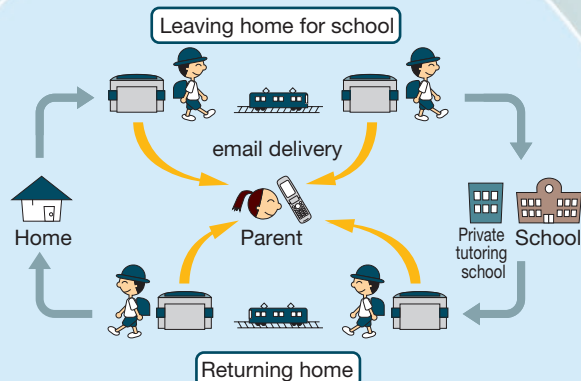 Leaving home for school
email delivery
Home
Parent
Private
tutoring
school
School
Returning home